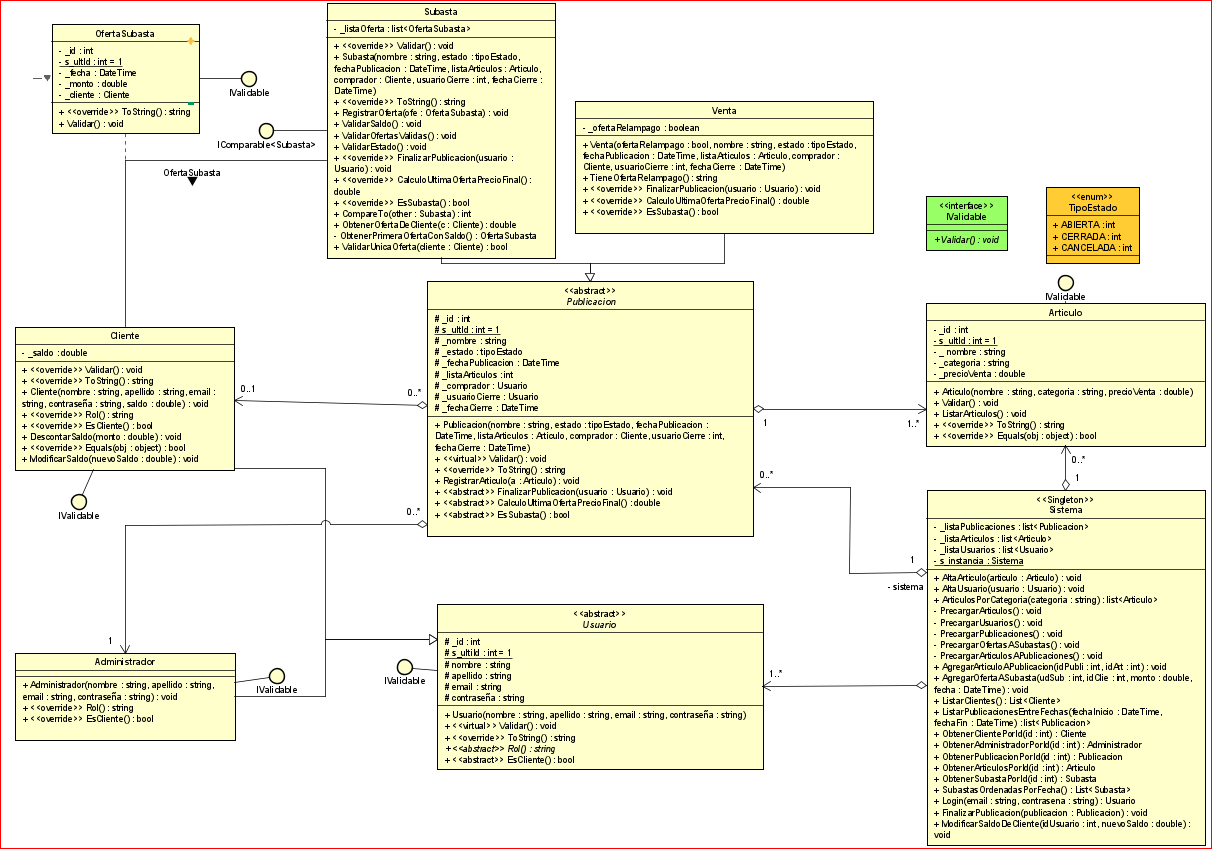 OfertaSubasta
- _id : int
- s_ultId : int = 1
- _fecha : DateTime
- _monto : double
- _cliente : Cliente
+ <<override>> ToString() : string
+ Validar() : void
IValidable
IComparable<Subasta>
OfertaSubasta
Subasta
- _listaOferta : list<OfertaSubasta>
+ <<override>> Validar() : void
+ Subasta(nombre : string, estado : tipoEstado,
fechaPublicacion : DateTime, listaArticulos : Articulo,
comprador : Cliente, usuarioCierre : int, fechaCierre :
DateTime)
+ <<override>> ToString() : string
+ RegistrarOferta(ofe : OfertaSubasta) : void
+ ValidarSaldo() : void
+ ValidarOfertasValidas() : void
+ ValidarEstado() : void
+ <<override>> FinalizarPublicacion(usuario :
Usuario) : void
+ <<override>> CalculoUltimaOfertaPrecioFinal() :
double
+ <<override>> EsSubasta() : bool
+ CompareTo(other : Subasta) : int
+ ObtenerOfertaDeCliente(c : Cliente) : double
- ObtenerPrimeraOfertaConSaldo() : OfertaSubasta
+ ValidarUnicaOferta(cliente : Cliente) : bool
Venta
- _ofertaRelampago : boolean
+ Venta(ofertaRelampago : bool, nombre : string, estado : tipoEstado,
fechaPublicacion : DateTime, listaArticulos : Articulo, comprador :
Cliente, usuarioCierre : int, fechaCierre : DateTime)
+ TieneOfertaRelampago() : string
+ <<override>> FinalizarPublicacion(usuario : Usuario) : void
+ <<override>> CalculoUltimaOfertaPrecioFinal() : double
+ <<override>> EsSubasta() : bool
<<interface>>
IValidable
+ Validar() : void
<<enum>>
TipoEstado
+ ABIERTA : int
+ CERRADA : int
+ CANCELADA : int
IValidable
Articulo
- _id : int
- s_ultId : int = 1
- _ nombre : string
- _categoria : string
- _precioVenta : double
+ Articulo(nombre : string, categoria : string, precioVenta : double)
+ Validar() : void
+ ListarArticulos() : void
+ <<override>> ToString() : string
+ <<override>> Equals(obj : object) : bool
<<abstract>>
Publicacion
# _id : int
# s_ultId : int = 1
# _nombre : string
# _estado : tipoEstado
# _fechaPublicacion : DateTime
# _listaArticulos : int
# _comprador : Usuario
# _usuarioCierre : Usuario
# _fechaCierre : DateTime
+ Publicacion(nombre : string, estado : tipoEstado, fechaPublicacion :
DateTime, listaArticulos : Articulo, comprador : Cliente, usuarioCierre : int,
fechaCierre : DateTime)
+ <<virtual>> Validar() : void
+ <<override>> ToString() : string
+ RegistrarArticulo(a : Articulo) : void
+ <<abstract>> FinalizarPublicacion(usuario : Usuario) : void
+ <<abstract>> CalculoUltimaOfertaPrecioFinal() : double
+ <<abstract>> EsSubasta() : bool
Cliente
- _saldo : double
+ <<override>> Validar() : void
+ <<override>> ToString() : string
+ Cliente(nombre : string, apellido : string, email :
string, contraseña : string, saldo : double) : void
+ <<override>> Rol() : string
+ <<override>> EsCliente() : bool
+ DescontarSaldo(monto : double) : void
+ <<override>> Equals(obj : object) : bool
+ ModificarSaldo(nuevoSaldo : double) : void
0..1
0..*
1
1..*
0..*
1
0..*
1
- sistema
0..*
1
1..*
IValidable
<<Singleton>>
Sistema
- _listaPublicaciones : list<Publicacion>
- _listaArticulos : list<Articulo>
- _listaUsuarios : list<Usuario>
- s_instancia : Sistema
+ AltaArticulo(articulo : Articulo) : void
+ AltaUsuario(usuario : Usuario) : void
+ ArticulosPorCategoria(categoria : string) : list<Articulo>
- PrecargarArticulos() : void
- PrecargarUsuarios() : void
- PrecargarPublicaciones() : void
- PrecargarOfertasASubastas() : void
- PrecargarArticulosAPublicaciones() : void
+ AgregarArticuloAPublicacion(idPubli : int, idArt : int) : void
+ AgregarOfertaASubasta(udSub : int, idClie : int, monto : double,
fecha : DateTime) : void
+ ListarClientes() : List<Cliente>
+ ListarPublicacionesEntreFechas(fechaInicio : DateTime,
fechaFin : DateTime) : list<Publicacion>
+ ObtenerClientePorId(id : int) : Cliente
+ ObtenerAdministradorPorId(id : int) : Administrador
+ ObtenerPublicacionPorId(id : int) : Publicacion
+ ObtenerArticulosPorId(id : int) : Articulo
+ ObtenerSubastaPorId(id : int) : Subasta
+ SubastasOrdenadasPorFecha() : List<Subasta>
+ Login(email : string, contrasena : string) : Usuario
+ FinalizarPublicacion(publicacion : Publicacion) : void
+ ModificarSaldoDeCliente(idUsuario : int, nuevoSaldo : double) :
void
Administrador
+ Administrador(nombre : string, apellido : string,
email : string, contraseña : string) : void
+ <<override>> Rol() : string
+ <<override>> EsCliente() : bool
IValidable
IValidable
<<abstract>>
Usuario
# _id : int
# s_ultiId : int = 1
# nombre : string
# apellido : string
# email : string
# contraseña : string
+ Usuario(nombre : string, apellido : string, email : string, contraseña : string)
+ <<virtual>> Validar() : void
+ <<override>> ToString() : string
+ <<abstract>> Rol() : string
+ <<abstract>> EsCliente() : bool